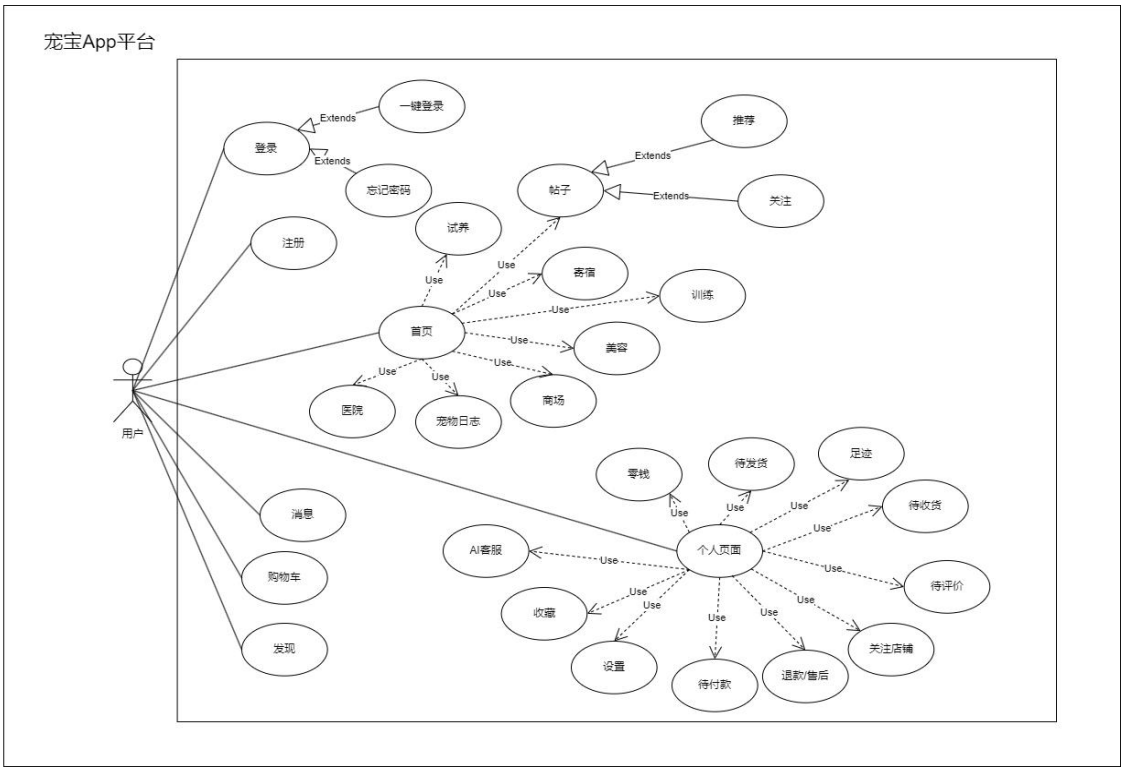 宠宝App平台
一键登录
Extends
登录
Extends
忘记密码
推荐
Extends
帖子
Extends
关注
试养
注册
Use
Use
寄宿
Use
训练
Use
Use
首页
Use
美容
Use
Use
Use
医院
宠物日志
商场
用户
零钱
待发货
足迹
Use
Use
Use
待收货
Use
消息
AI客服
个人页面
Use
Use
待评价
购物车
Use
Use
Use
收藏
Use
Use
发现
关注店铺
设置
待付款
退款/售后